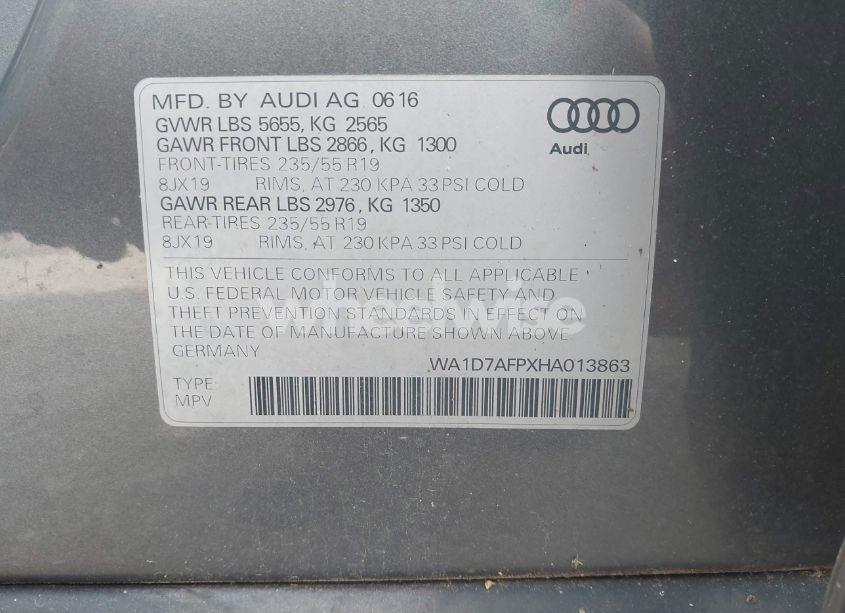 MFD. BY AUDI AG 0616
GVWR LBS 5655, KG 2565
GAWR FRONT LBS 2866, KG 1300
FRONT-TIRES 235/55 R19
8JX19 RIMS, AT 230 KPA 33 PSI COLD
GAWR REAR LBS 2976, KG 1350
REAR-TIRES 235/55 R19
8JX19 RIMS, AT 230 KPA 33 PSI COLD
Audi
THIS VEHICLE CONFORMS TO ALL APPLICABLE
U.S. FEDERAL MOTOR VEHICLE SAFETY AND
THEFT PREVENTION STANDARDS IN EFFECT ON
THE DATE OF MANUFACTURE SHOWN ABOVE
GERMANY
WA1D7AFPXHA013863
TYPE:
MPV